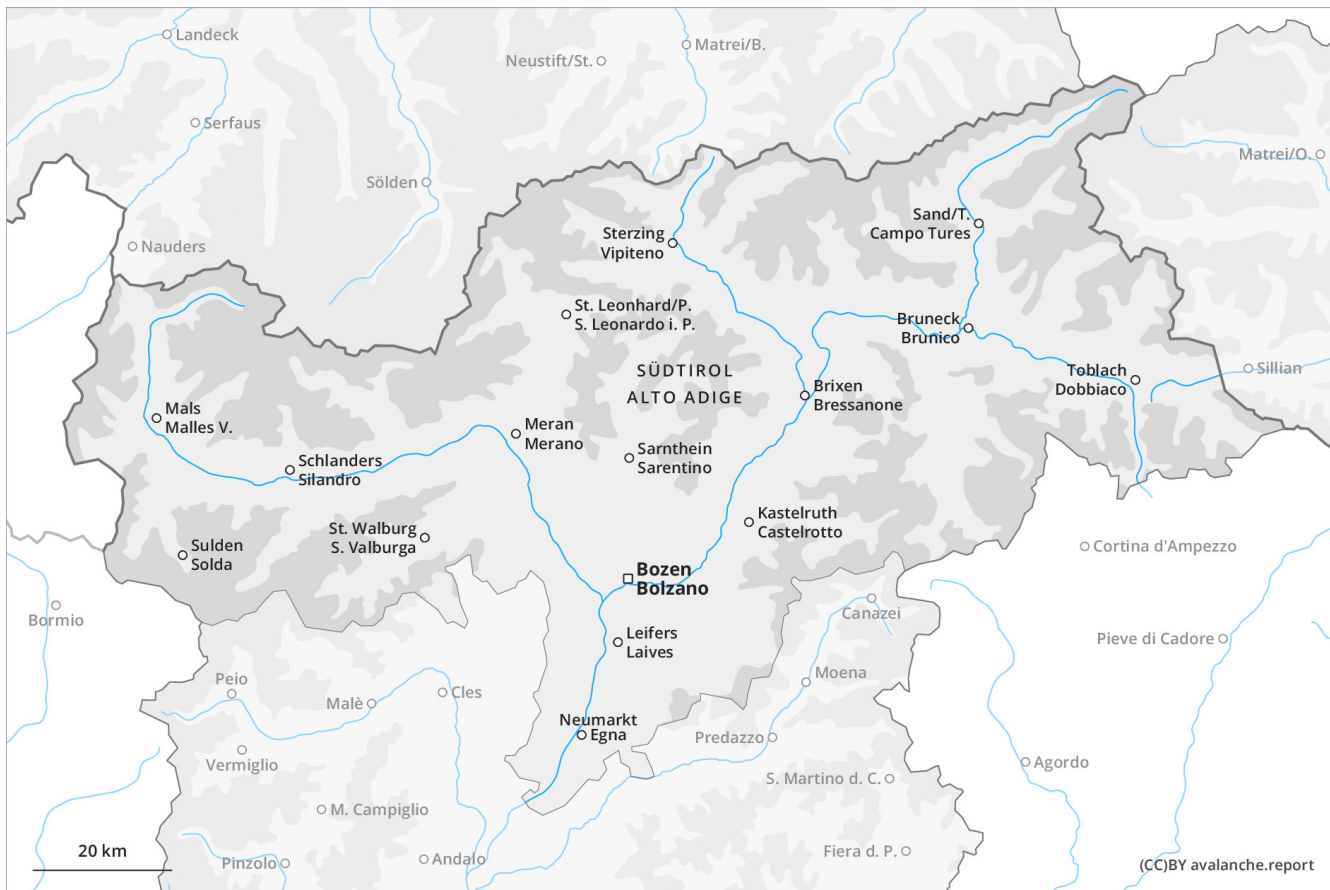 Landeck
Matrei/B.
Neustift/St.
Serfaus
Matrei/O.
Sölden
Sand/T.
Campo Tures
Sterzing
Vipiteno
Nauders
St. Leonhard/P.
S. Leonardo i. P.
Bruneck
Brunico
SÜDTIROL
ALTO ADIGE
Toblach
Dobbiaco
Sillian
Brixen
Bressanone
Mals
Malles V.
Meran
Merano
Sarnthein
Sarentino
Schlanders
Silandro
Kastelruth
Castelrotto
St. Walburg
S. Valburga
Sulden
Solda
Cortina d'Ampezzo
Bozen
Bolzano
Bormio
Canazei
Leifers
Laives
Pieve di Cadore
Peio
Moena
Malè
Cles
Neumarkt
Egna
Predazzo
Vermiglio
Agordo
S. Martino d. C.
M. Campiglio
20 km
Pinzolo
Andalo
Fiera d. P.
(CC)BY avalanche.report